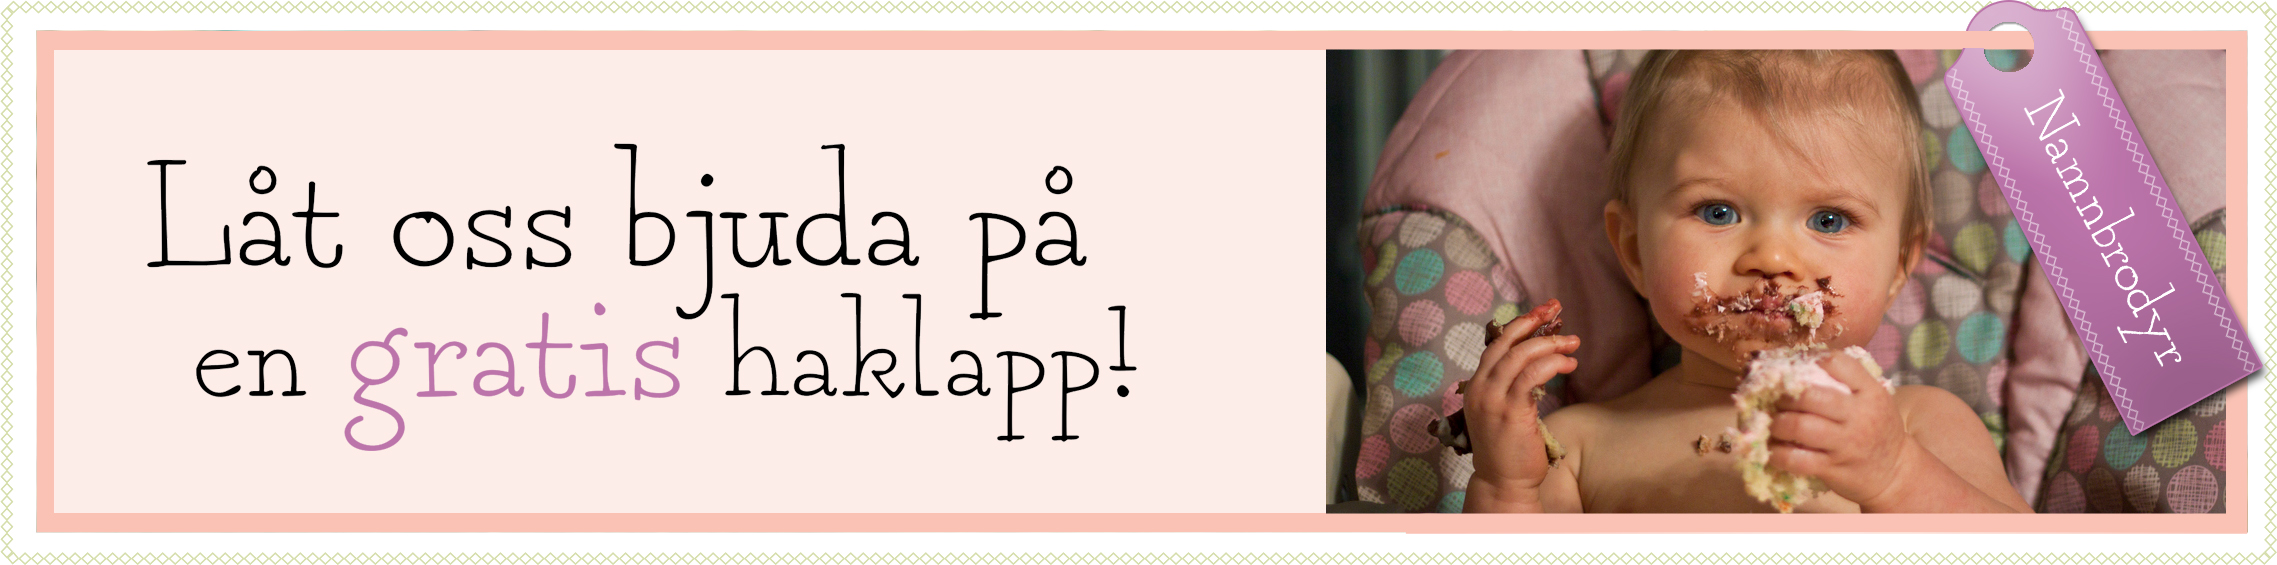 Låt oss bjuda på
en gratis haklapp!
Namnbrodyr